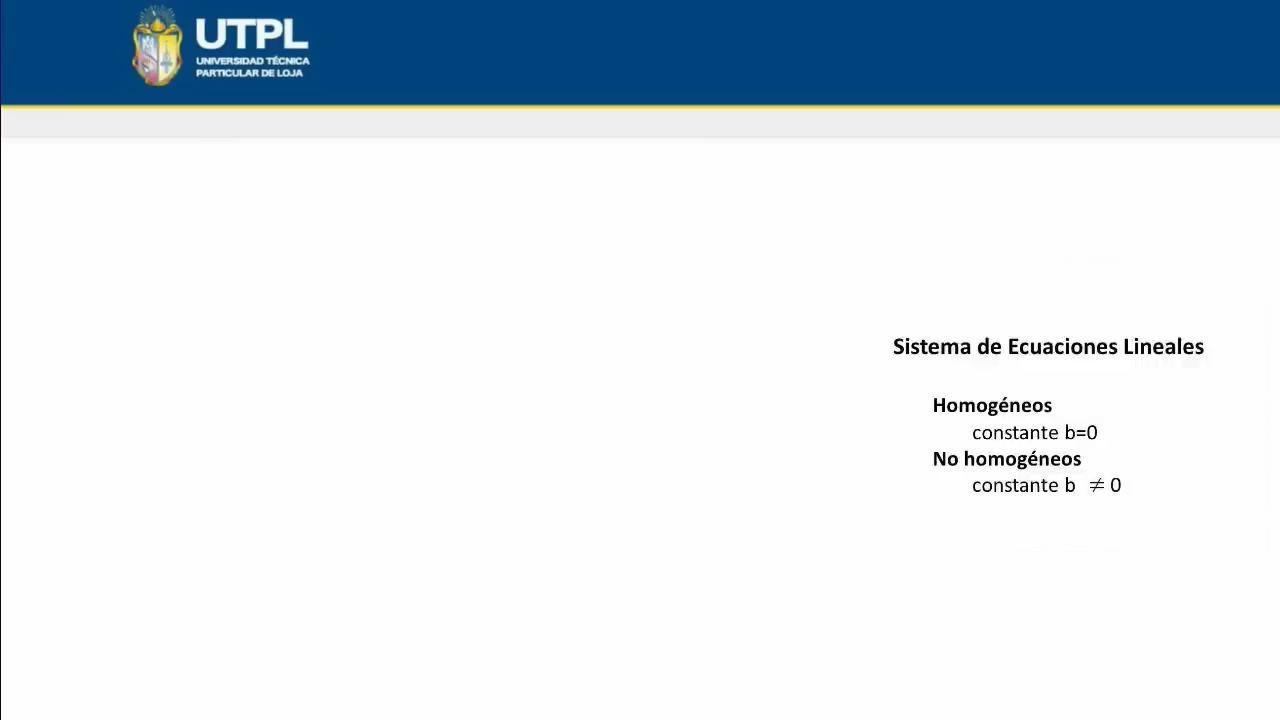 UTPL
UNIVERSIDAD TÉCNICA
PARTICULAR DE LOJA
Sistema de Ecuaciones Lineales
Homogéneos
constante b=0
No homogéneos
constante b ≠ 0